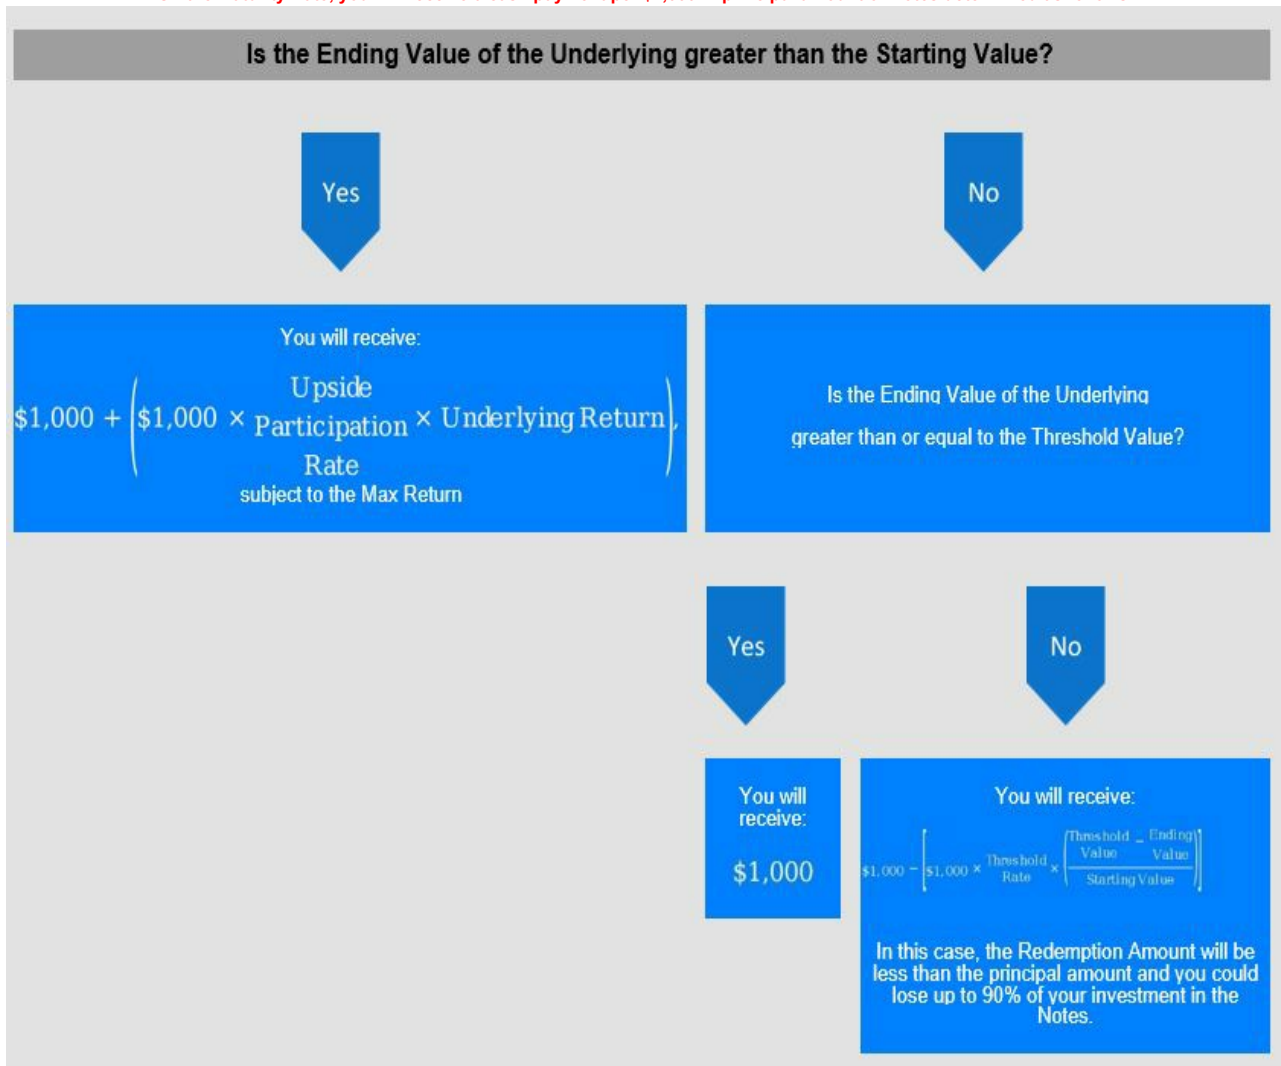 Is the Ending Value of the Underlying greater than the Starting Value?
Yes
No
You will receive:
$1,000 + ($1,000 × Upside Participation Rate × Underlying Return),
subject to the Max Return
Is the Ending Value of the Underlying
greater than or equal to the Threshold Value?
Yes
No
You will
receive:
$1,000
You will receive:
$1,000 − [$1,000 × Threshold Rate × (Threshold Value − Ending Value / Starting Value)]
In this case, the Redemption Amount will be
less than the principal amount and you could
lose up to 90% of your investment in the
Notes.